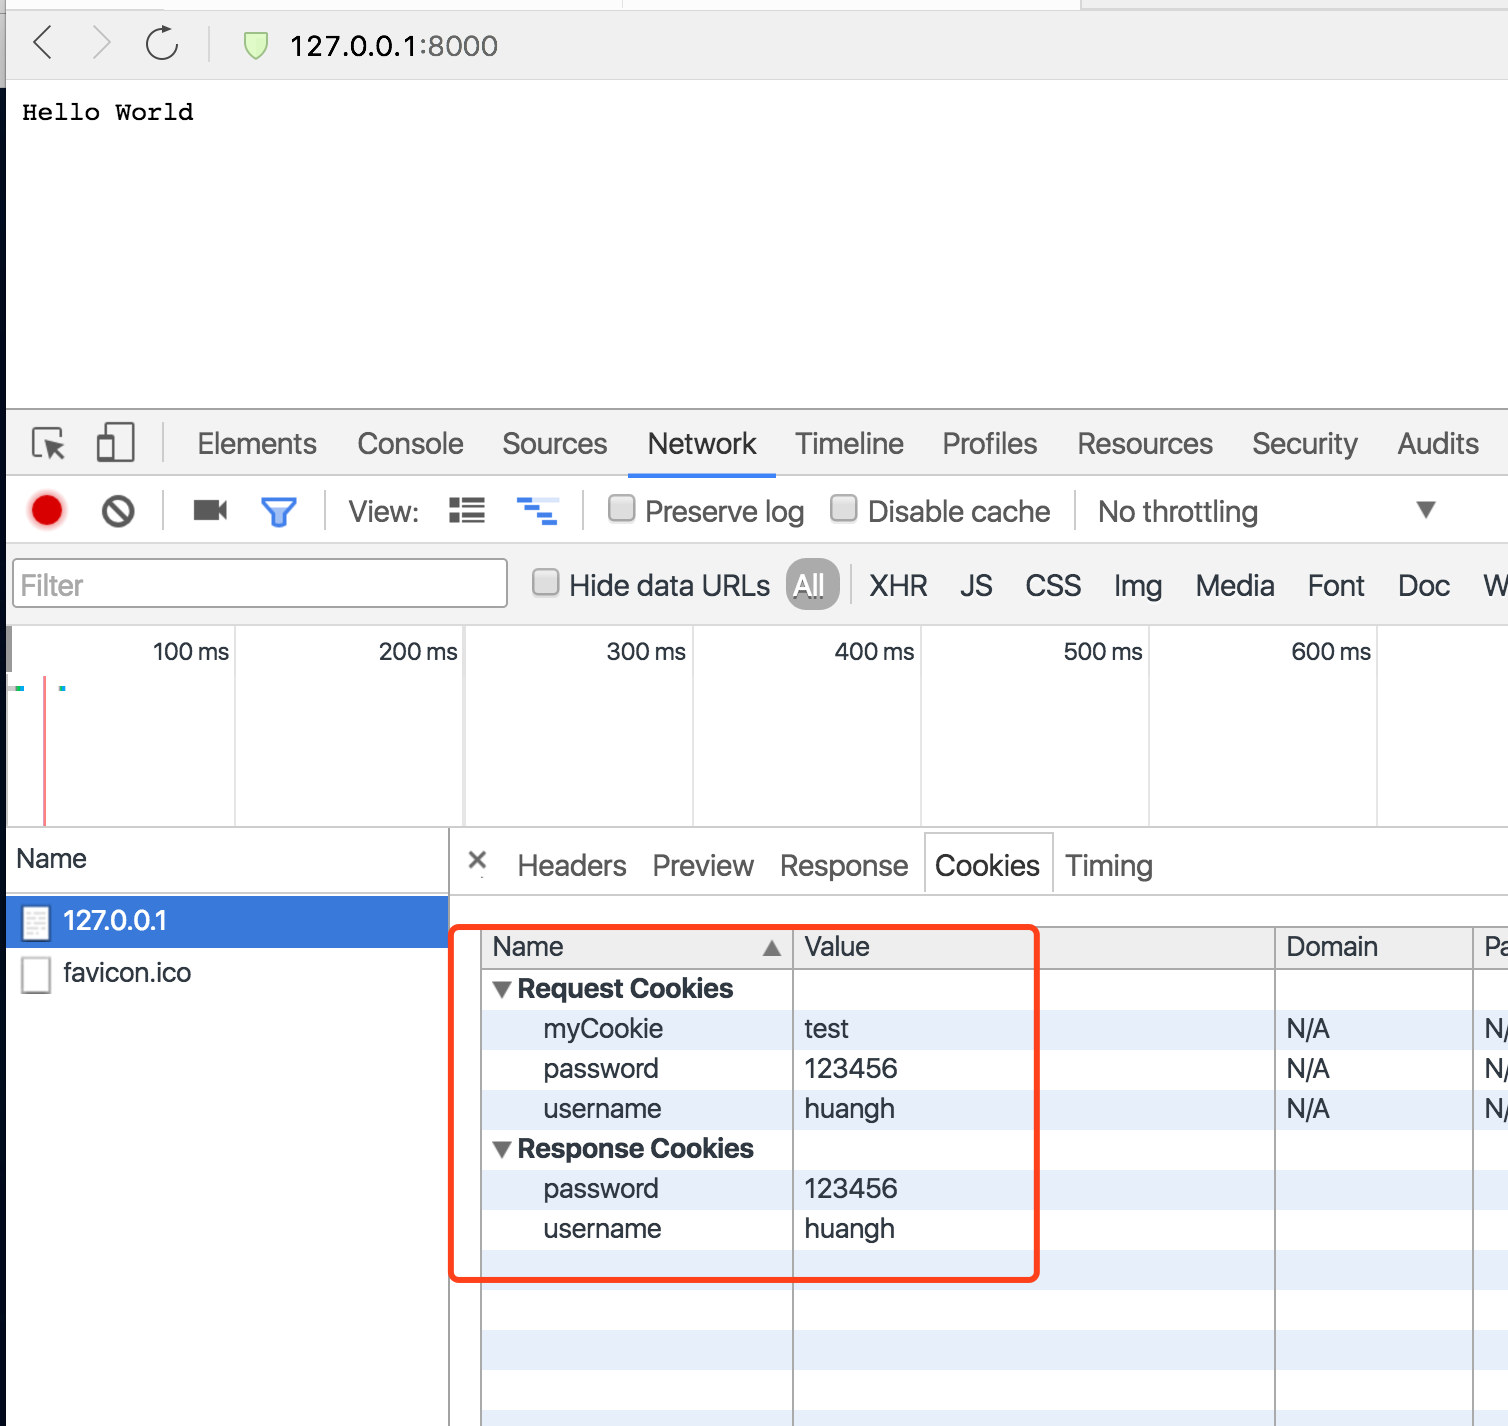 127.0.0.1:8000
Hello World
Elements Console Sources Network Timeline Profiles Resources Security Audits
View: Preserve log Disable cache No throttling
Filter Hide data URLs All XHR JS CSS Img Media Font Doc
100 ms 200 ms 300 ms 400 ms 500 ms 600 ms
Name Headers Preview Response Cookies Timing
127.0.0.1
favicon.ico
Name Value Domain
Request Cookies
myCookie test N/A
password 123456 N/A
username huangh N/A
Response Cookies
password 123456
username huangh